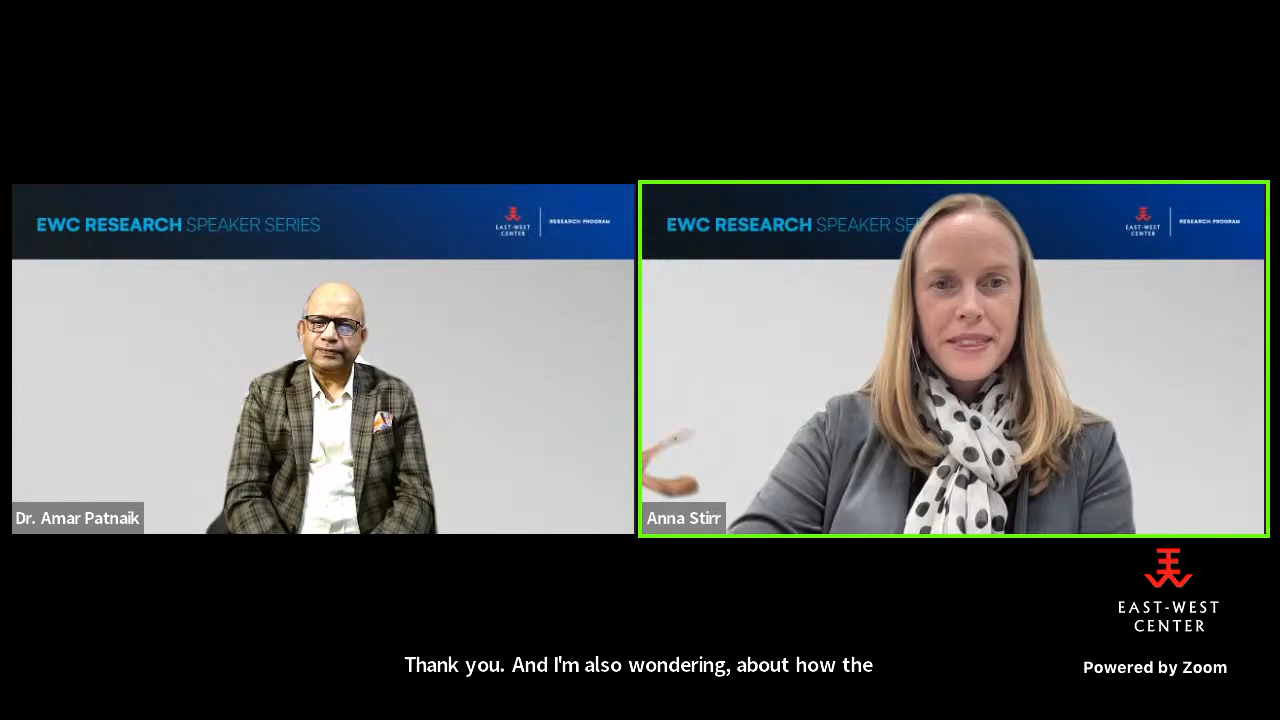 EWC RESEARCH SPEAKER SERIES
EAST-WEST
CENTER
RESEARCH PROGRAM
Dr. Amar Patnaik
EWC RESEARCH SPEAKER SE
EAST-WEST
CENTER
RESEARCH PROGRAM
Anna Stirr
EAST-WEST
CENTER
Thank you. And I'm also wondering, about how the
Powered by Zoom